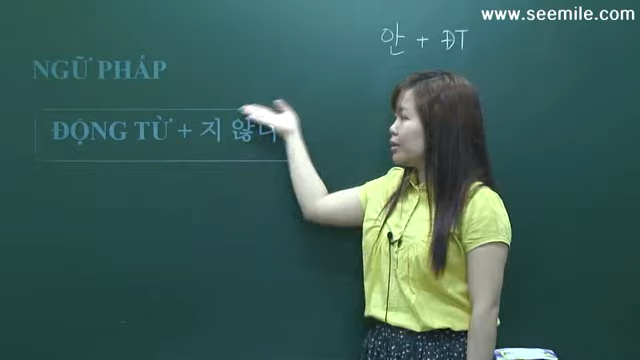 www.seemile.com
안 + ĐT
NGỮ PHÁP
ĐỘNG TỪ + 지 않